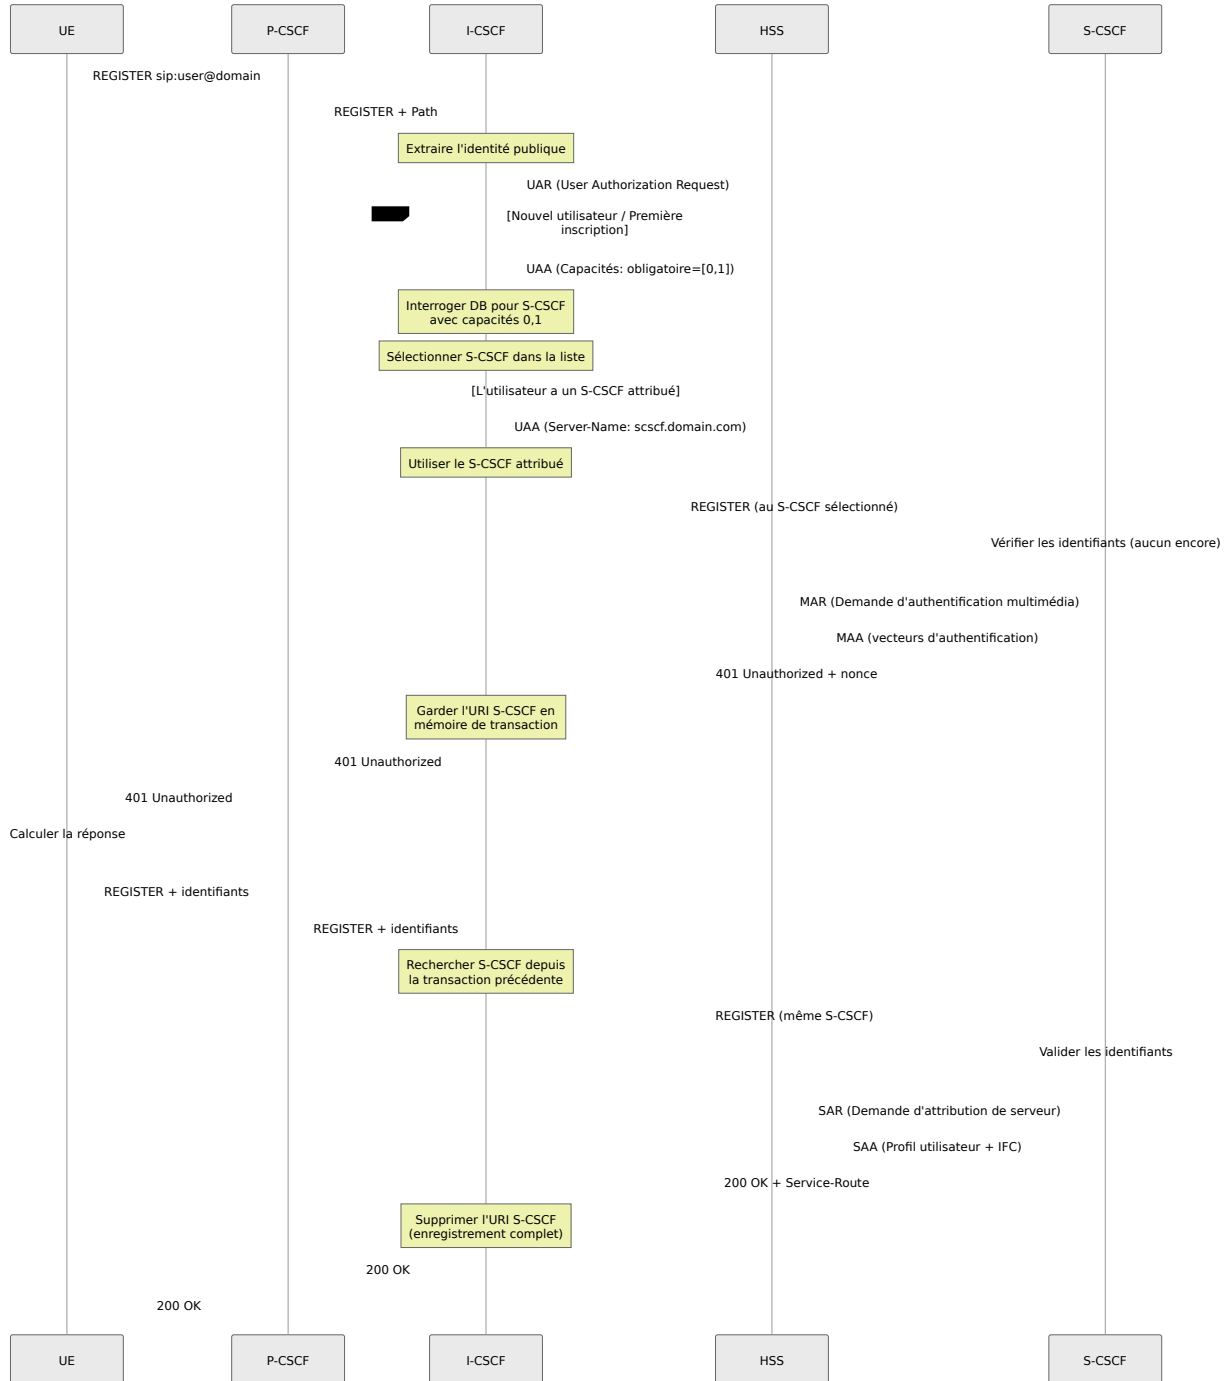 UE
P-CSCF
I-CSCF
HSS
S-CSCF
REGISTER sip:user@domain
REGISTER + Path
Extraire l'identité publique
UAR (User Authorization Request)
[Nouvel utilisateur / Première
inscription]
UAA (Capacités: obligatoire=[0,1])
Interroger DB pour S-CSCF
avec capacités 0,1
Sélectionner S-CSCF dans la liste
[L'utilisateur a un S-CSCF attribué]
UAA (Server-Name: scscf.domain.com)
Utiliser le S-CSCF attribué
REGISTER (au S-CSCF sélectionné)
Vérifier les identifiants (aucun encore)
MAR (Demande d'authentification multimédia)
MAA (vecteurs d'authentification)
401 Unauthorized + nonce
Garder l'URI S-CSCF en
mémoire de transaction
401 Unauthorized
401 Unauthorized
Calculer la réponse
REGISTER + identifiants
REGISTER + identifiants
Rechercher S-CSCF depuis
la transaction précédente
REGISTER (même S-CSCF)
Valider les identifiants
SAR (Demande d'attribution de serveur)
SAA (Profil utilisateur + IFC)
200 OK + Service-Route
Supprimer l'URI S-CSCF
(enregistrement complet)
200 OK
200 OK
UE
P-CSCF
I-CSCF
HSS
S-CSCF